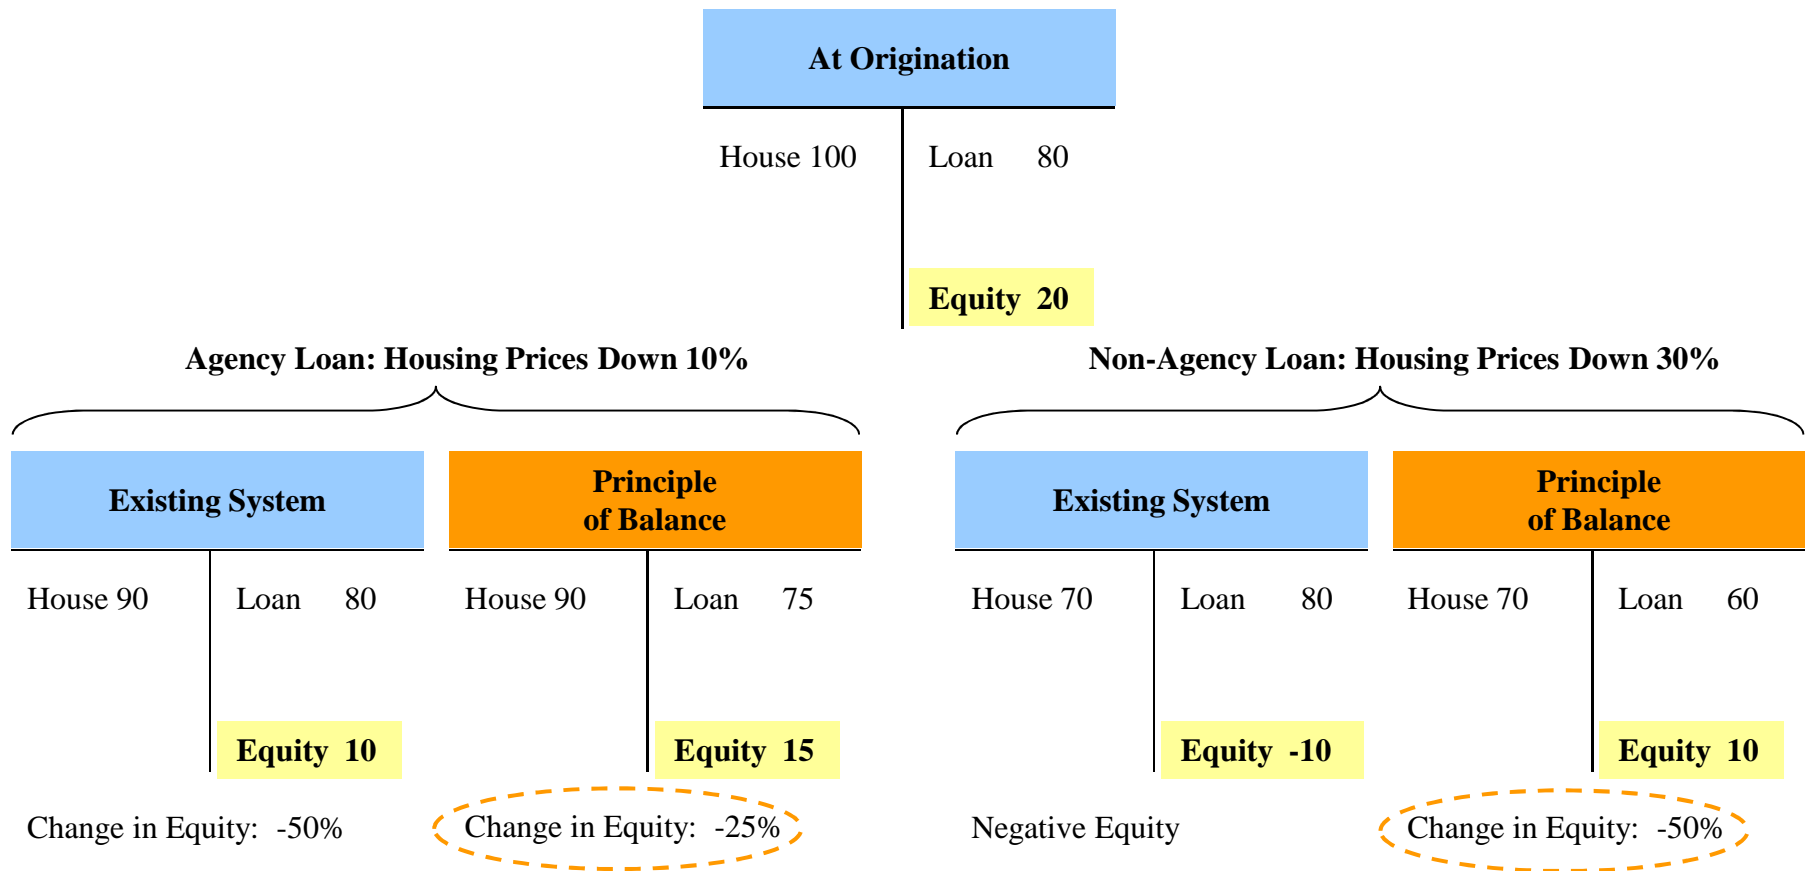 At Origination
House 100
Loan 80
Equity 20
Agency Loan: Housing Prices Down 10%
Non-Agency Loan: Housing Prices Down 30%
Existing System
House 90
Loan 80
Equity 10
Change in Equity: -50%
Principle
of Balance
House 90
Loan 75
Equity 15
Change in Equity: -25%
Existing System
House 70
Loan 80
Equity -10
Negative Equity
Principle
of Balance
House 70
Loan 60
Equity 10
Change in Equity: -50%